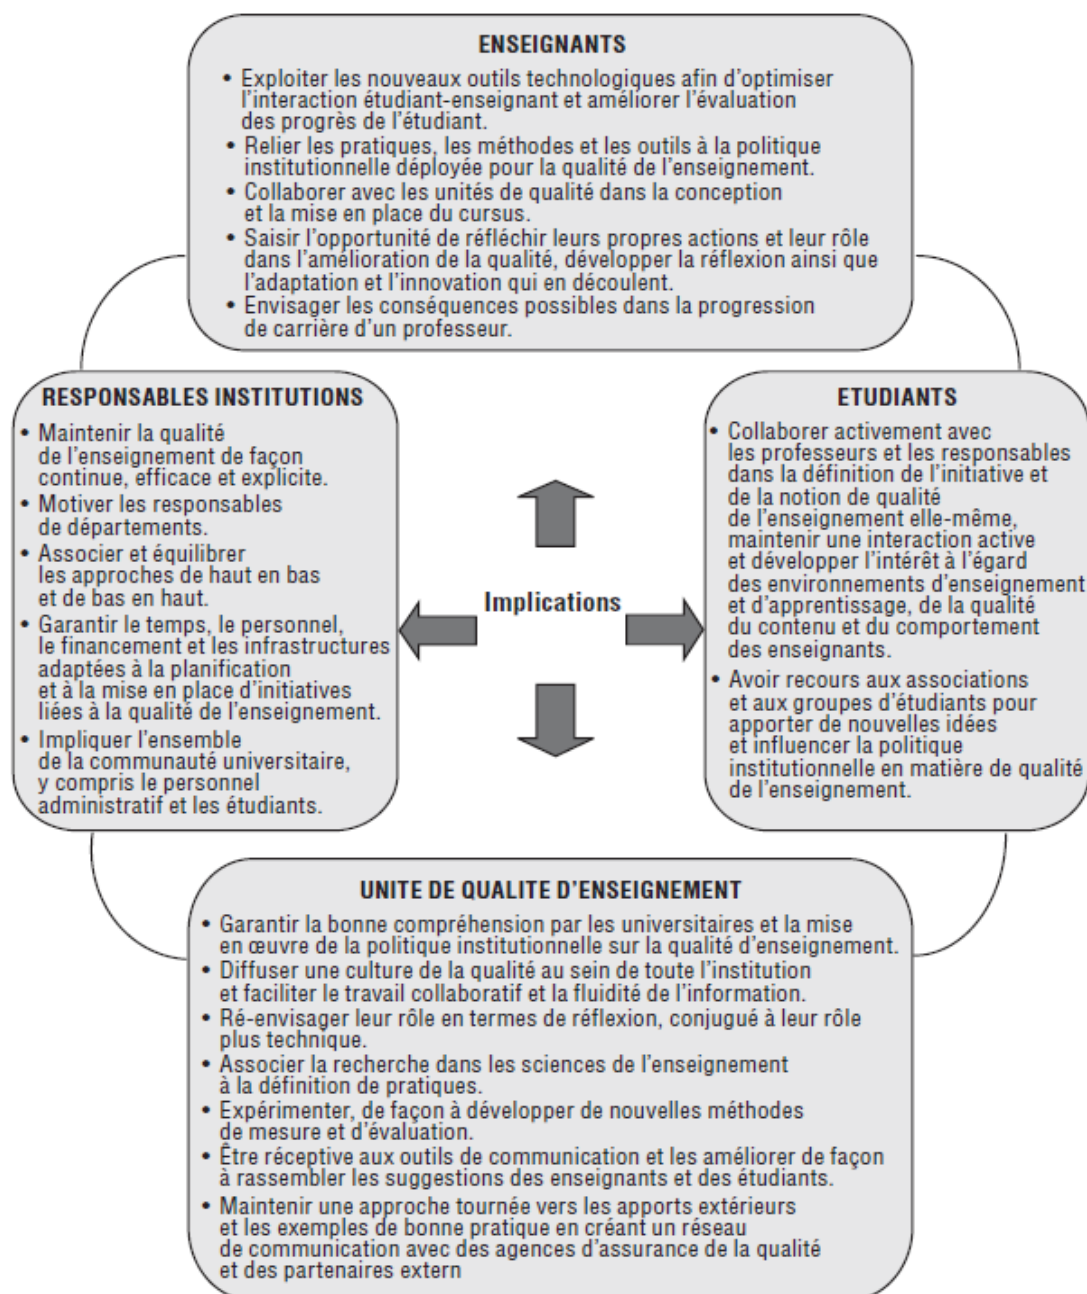 ENSEIGNANTS
• Exploiter les nouveaux outils technologiques afin d’optimiser
l’interaction étudiant-enseignant et améliorer l’évaluation
des progrès de l’étudiant.
• Relier les pratiques, les méthodes et les outils à la politique
institutionnelle déployée pour la qualité de l’enseignement.
• Collaborer avec les unités de qualité dans la conception
et la mise en place du cursus.
• Saisir l’opportunité de réfléchir leurs propres actions et leur rôle
dans l’amélioration de la qualité, développer la réflexion ainsi que
l’adaptation et l’innovation qui en découlent.
• Envisager les conséquences possibles dans la progression
de carrière d’un professeur.
RESPONSABLES INSTITUTIONS
• Maintenir la qualité
de l’enseignement de façon
continue, efficace et explicite.
• Motiver les responsables
de départements.
• Associer et équilibrer
les approches de haut en bas
et de bas en haut.
• Garantir le temps, le personnel,
le financement et les infrastructures
adaptées à la planification
et à la mise en place d’initiatives
liées à la qualité de l’enseignement.
• Impliquer l’ensemble
de la communauté universitaire,
y compris le personnel
administratif et les étudiants.
Implications
ETUDIANTS
• Collaborer activement avec
les professeurs et les responsables
dans la définition de l’initiative et
de la notion de qualité
de l’enseignement elle-même,
maintenir une interaction active
et développer l’intérêt à l’égard
des environnements d’enseignement
et d’apprentissage, de la qualité
du contenu et du comportement
des enseignants.
• Avoir recours aux associations
et aux groupes d’étudiants pour
apporter de nouvelles idées
et influencer la politique
institutionnelle en matière de qualité
de l’enseignement.
UNITE DE QUALITE D’ENSEIGNEMENT
• Garantir la bonne compréhension par les universitaires et la mise
en œuvre de la politique institutionnelle sur la qualité d’enseignement.
• Diffuser une culture de la qualité au sein de toute l’institution
et faciliter le travail collaboratif et la fluidité de l’information.
• Ré-envisager leur rôle en termes de réflexion, conjugué à leur rôle
plus technique.
• Associer la recherche dans les sciences de l’enseignement
à la définition de pratiques.
• Expérimenter, de façon à développer de nouvelles méthodes
de mesure et d’évaluation.
• Être réceptive aux outils de communication et les améliorer de façon
à rassembler les suggestions des enseignants et des étudiants.
• Maintenir une approche tournée vers les apports extérieurs
et les exemples de bonne pratique en créant un réseau
de communication avec des agences d’assurance de la qualité
et des partenaires extern